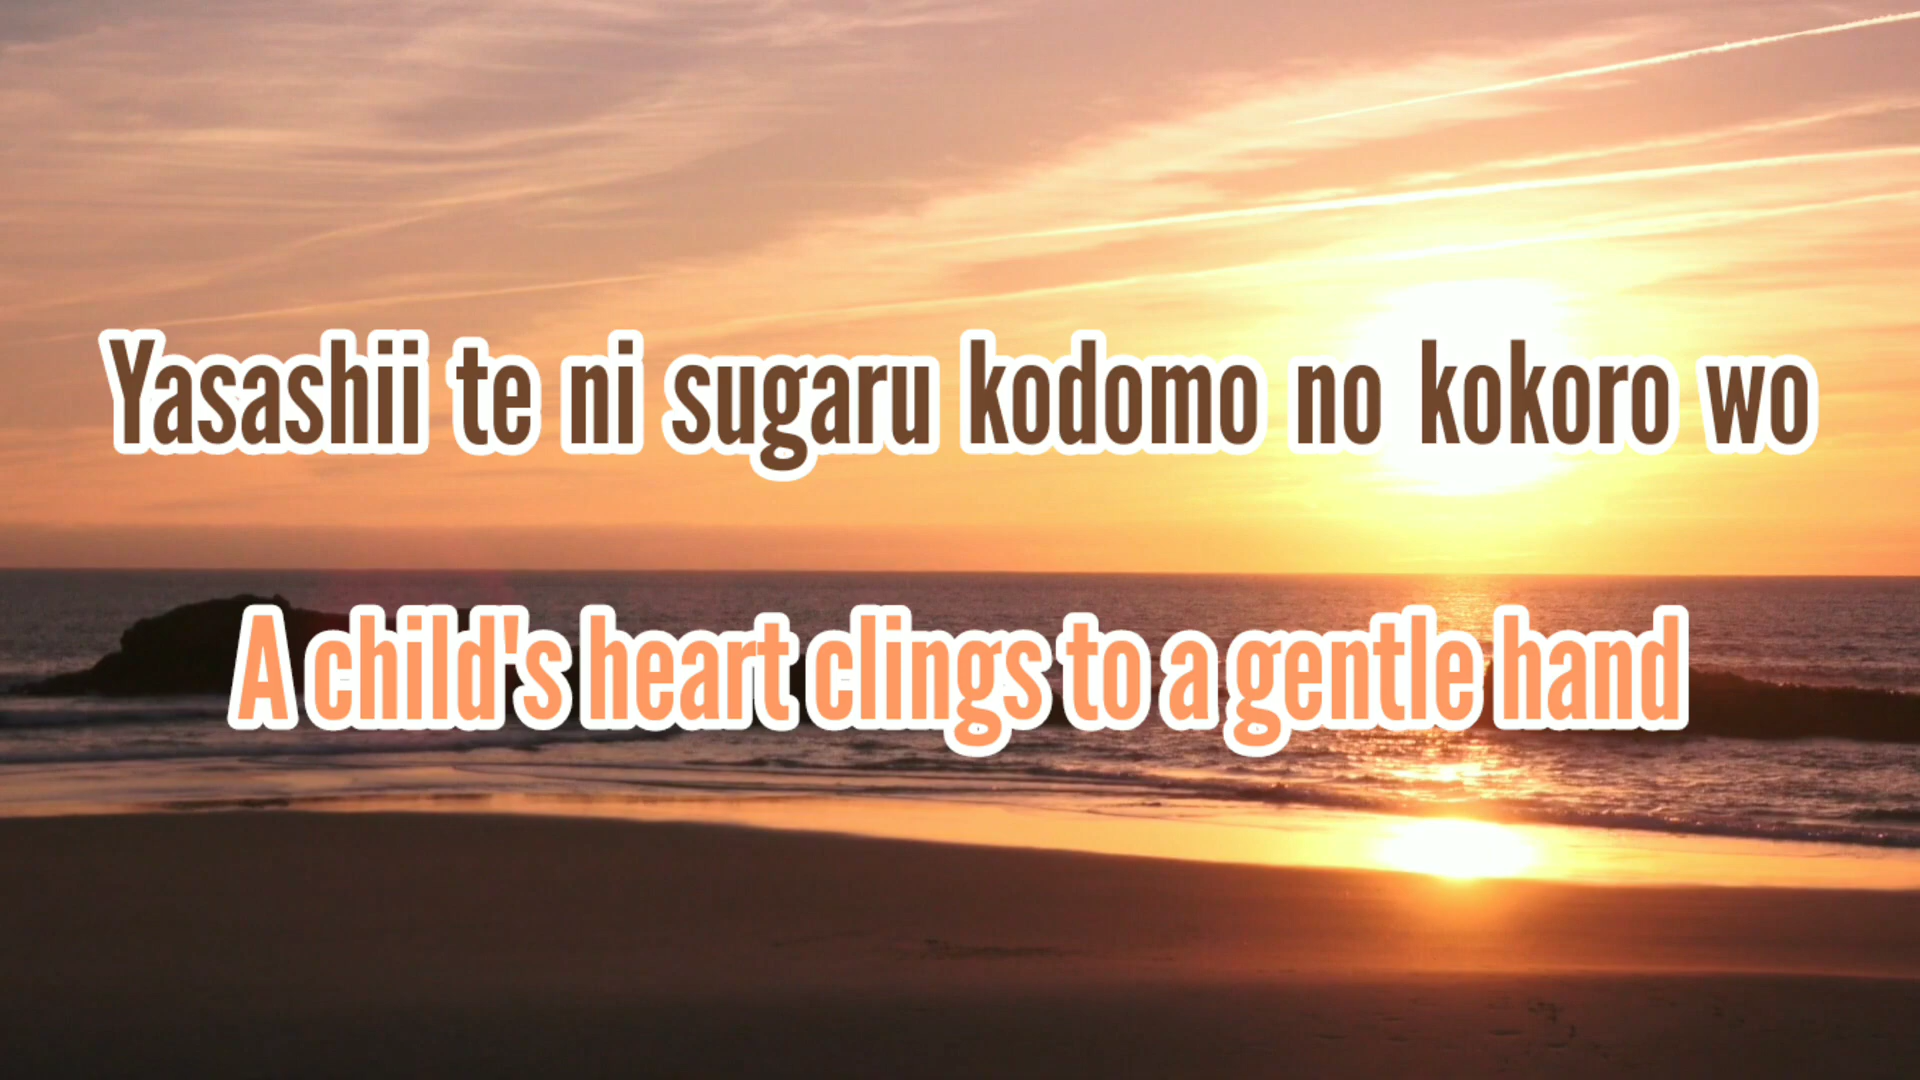 Yasashii te ni sugaru kodomo no kokoro wo
A child's heart clings to a gentle hand